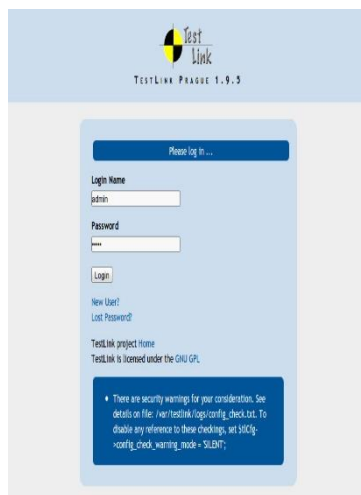 Test
Link
TestLink Prague 1.9.5
Please log in ...
Login Name
admin
Password
•••••
Login
New User?
Lost Password?
TestLink project Home
TestLink is licensed under the GNU GPL
• There are security warnings for your consideration. See
details on file: /var/testlink/logs/config_check.txt. To
disable any reference to these checkings, set $tlCfg-
>config_check_warning_mode = 'SILENT';